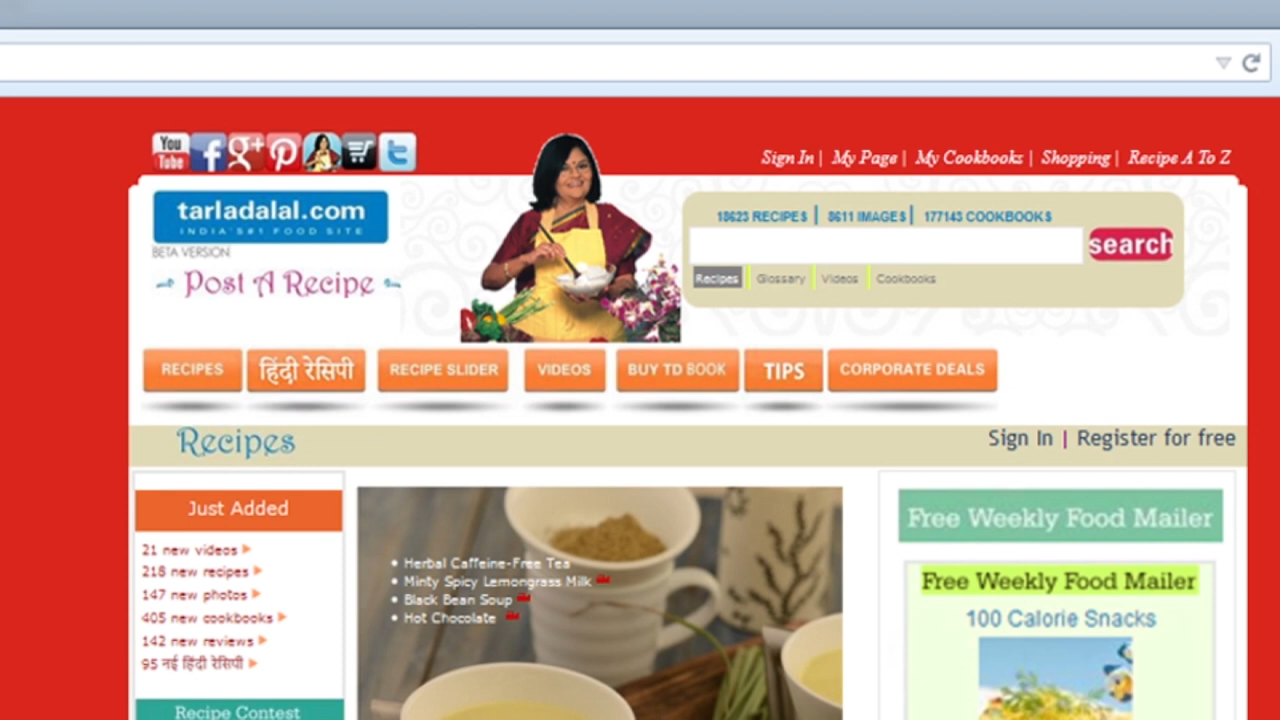 You
Tube
Sign In | My Page | My Cookbooks | Shopping | Recipe A To Z
tarladalal.com
INDIA'S #1 FOOD SITE
BETA VERSION
Post A Recipe
18623 RECIPES | 8611 IMAGES | 177143 COOKBOOKS
search
Recipes | Glossary | Videos | Cookbooks
RECIPES
हिंदी रेसिपी
RECIPE SLIDER
VIDEOS
BUY TD BOOK
TIPS
CORPORATE DEALS
Recipes
Sign In | Register for free
Just Added
21 new videos
218 new recipes
147 new photos
405 new cookbooks
142 new reviews
95 नई हिंदी रेसिपी
Recipe Contest
• Herbal Caffeine-Free Tea
• Minty Spicy Lemongrass Milk
• Black Bean Soup
• Hot Chocolate
Free Weekly Food Mailer
Free Weekly Food Mailer
100 Calorie Snacks